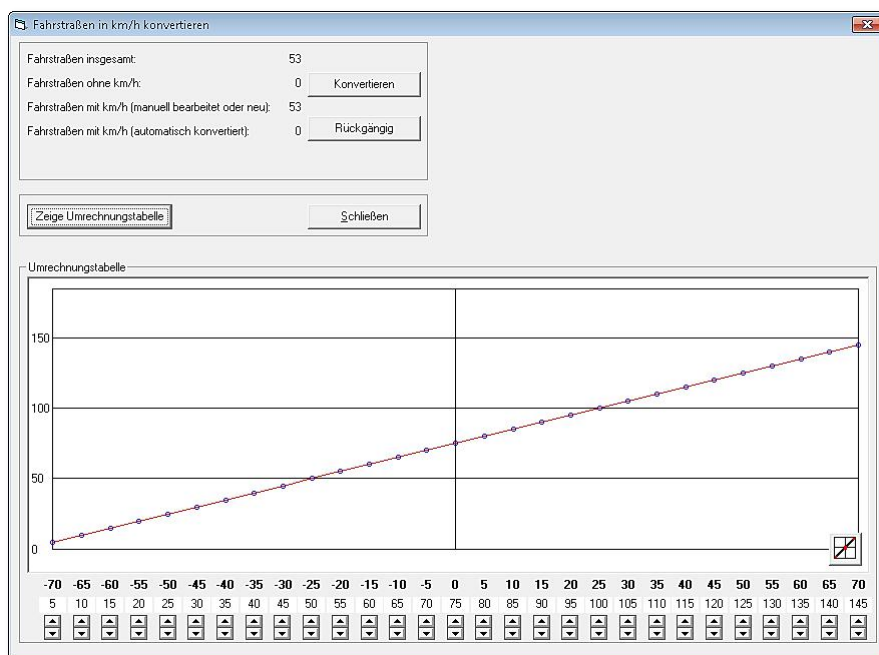 Fahrstraßen in km/h konvertieren
Fahrstraßen insgesamt: 53
Fahrstraßen ohne km/h: 0 Konvertieren
Fahrstraßen mit km/h (manuell bearbeitet oder neu): 53
Fahrstraßen mit km/h (automatisch konvertiert): 0 Rückgängig
Zeige Umrechnungstabelle Schließen
Umrechnungstabelle
150
100
50
0
-70 -65 -60 -55 -50 -45 -40 -35 -30 -25 -20 -15 -10 -5 0 5 10 15 20 25 30 35 40 45 50 55 60 65 70
5 10 15 20 25 30 35 40 45 50 55 60 65 70 75 80 85 90 95 100 105 110 115 120 125 130 135 140 145